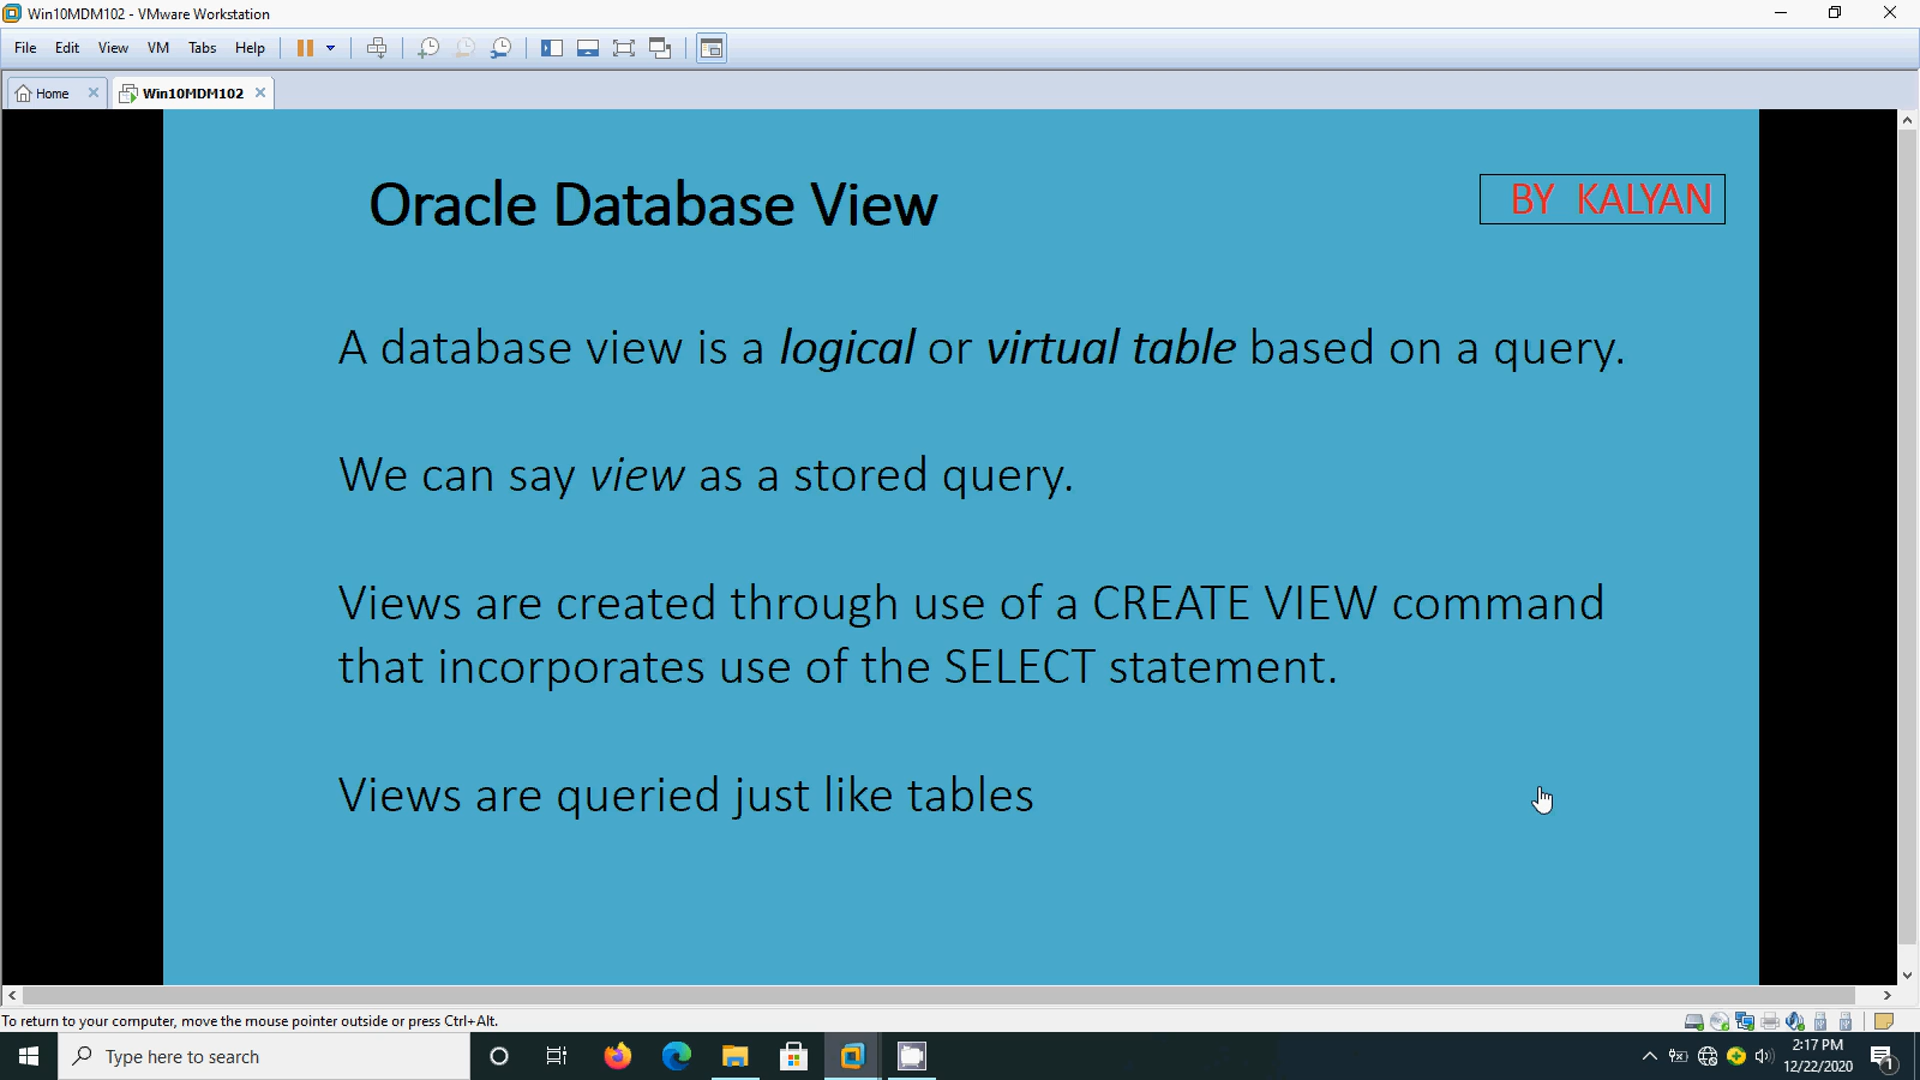 Win10MDM102 - VMware Workstation
File Edit View VM Tabs Help
Home Win10MDM102
Oracle Database View
BY KALYAN
A database view is a logical or virtual table based on a query.
We can say view as a stored query.
Views are created through use of a CREATE VIEW command
that incorporates use of the SELECT statement.
Views are queried just like tables
To return to your computer, move the mouse pointer outside or press Ctrl+Alt.
Type here to search
2:17 PM
12/22/2020
1